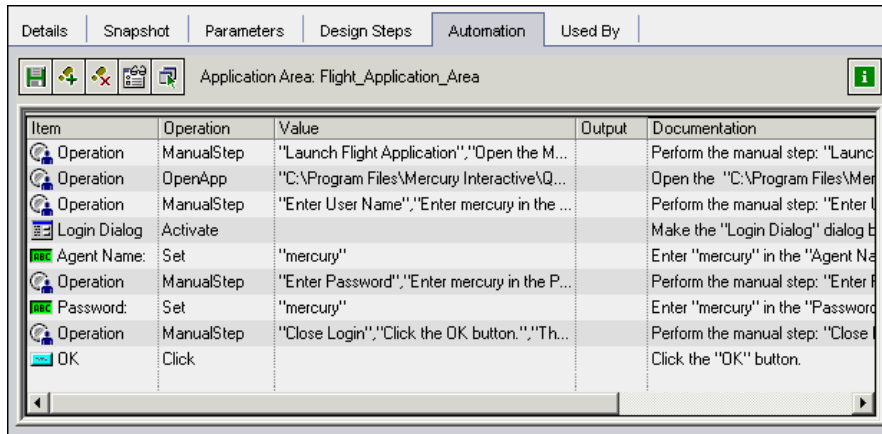 Details Snapshot Parameters Design Steps Automation Used By
Application Area: Flight_Application_Area
Item Operation Value Output Documentation
Operation ManualStep "Launch Flight Application","Open the M... Perform the manual step: "Launc
Operation OpenApp "C:\Program Files\Mercury Interactive\Q... Open the "C:\Program Files\Mer
Operation ManualStep "Enter User Name","Enter mercury in the ... Perform the manual step: "Enter U
Login Dialog Activate Make the "Login Dialog" dialog b
ABC Agent Name: Set "mercury" Enter "mercury" in the "Agent Na
Operation ManualStep "Enter Password","Enter mercury in the P... Perform the manual step: "Enter P
ABC Password: Set "mercury" Enter "mercury" in the "Password
Operation ManualStep "Close Login","Click the OK button.","Th... Perform the manual step: "Close l
OK Click Click the "OK" button.